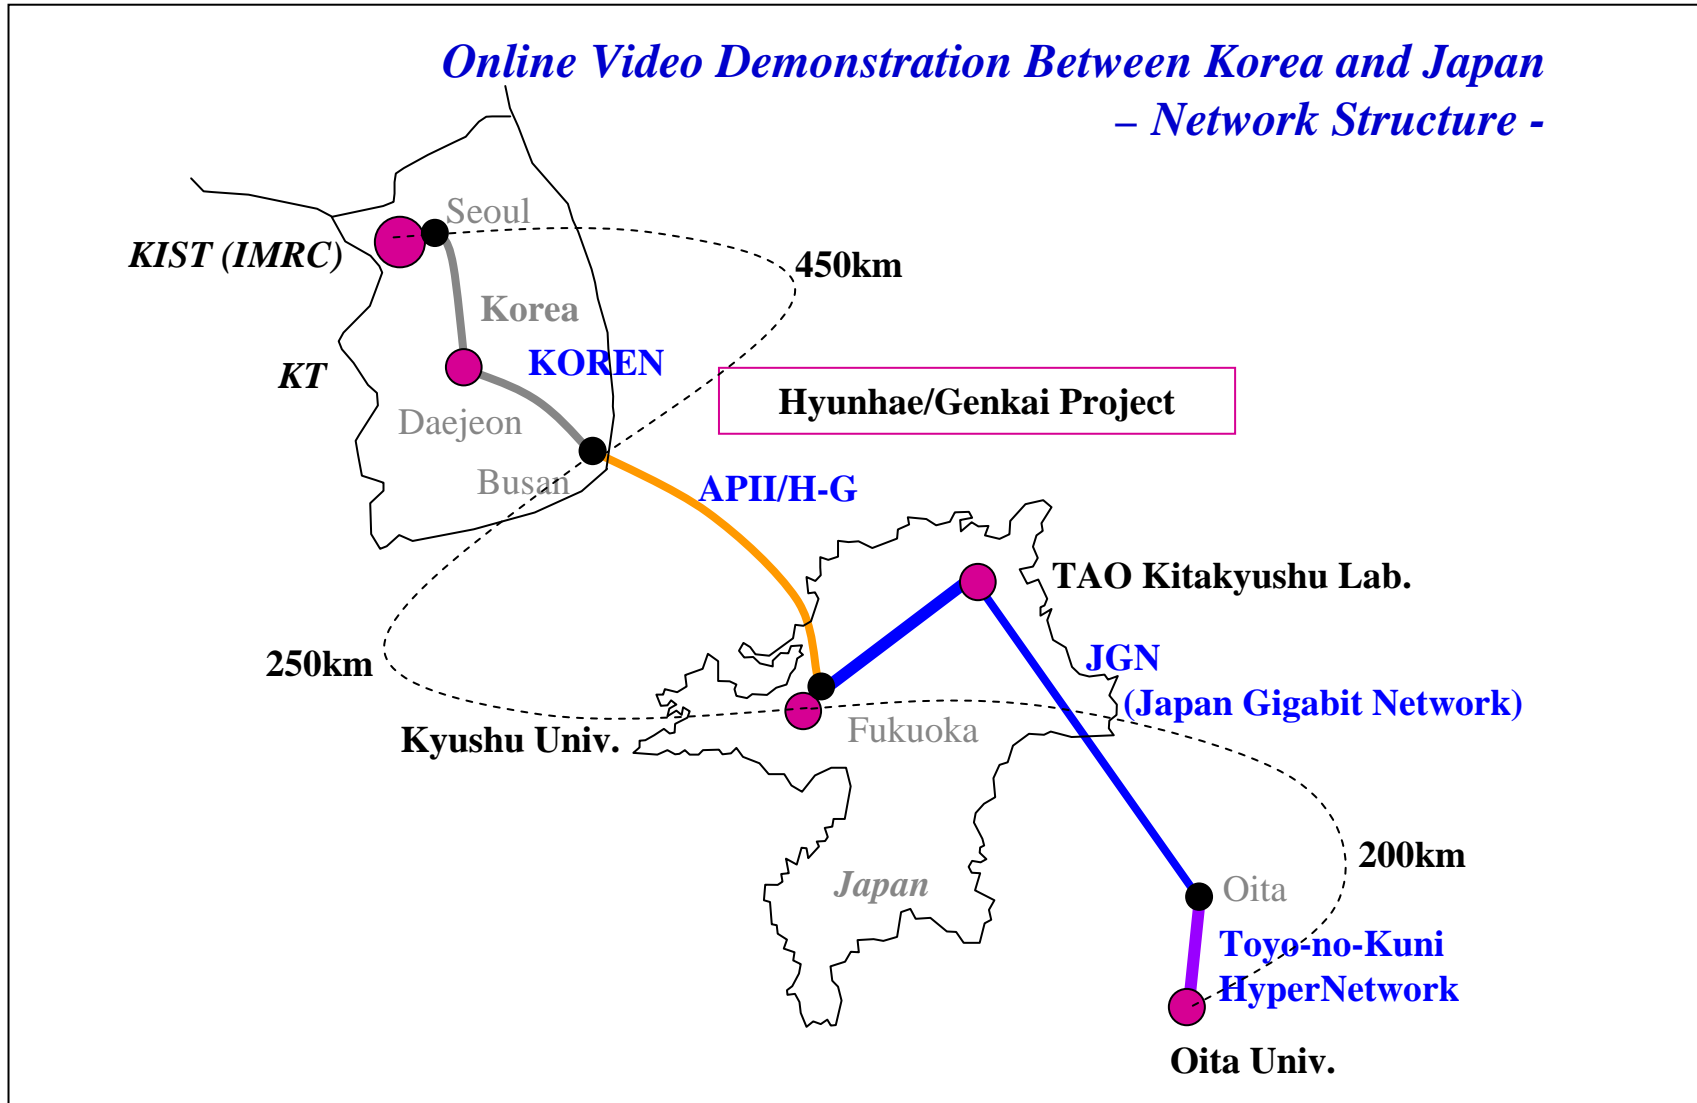 Online Video Demonstration Between Korea and Japan
– Network Structure -
Seoul
KIST (IMRC)
450km
Korea
KOREN
KT
Hyunhae/Genkai Project
Daejeon
Busan
APII/H-G
TAO Kitakyushu Lab.
250km
JGN
(Japan Gigabit Network)
Kyushu Univ.
Fukuoka
200km
Japan
Oita
Toyo-no-Kuni
HyperNetwork
Oita Univ.